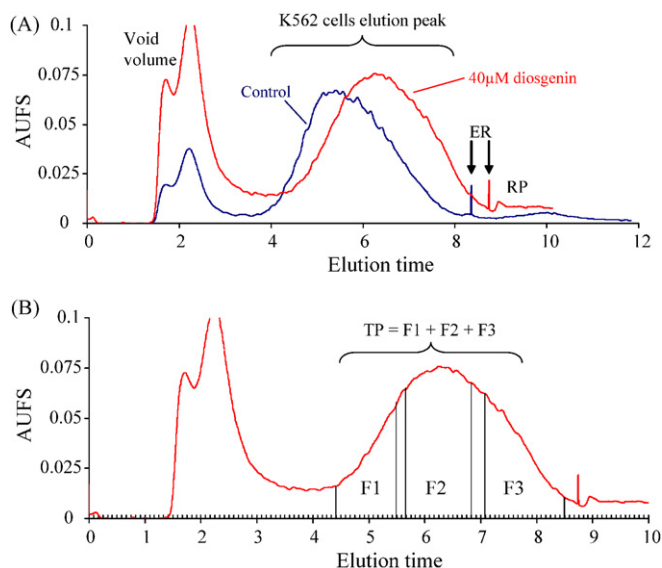 (A)
K562 cells elution peak
0.1
Void
volume
40µM diosgenin
0.075
Control
AUFS
0.05
ER
0.025
RP
0
0 2 4 6 8 10 12
Elution time
(B)
0.1
TP = F1 + F2 + F3
0.075
AUFS
0.05
0.025
F1 F2 F3
0
0 1 2 3 4 5 6 7 8 9 10
Elution time